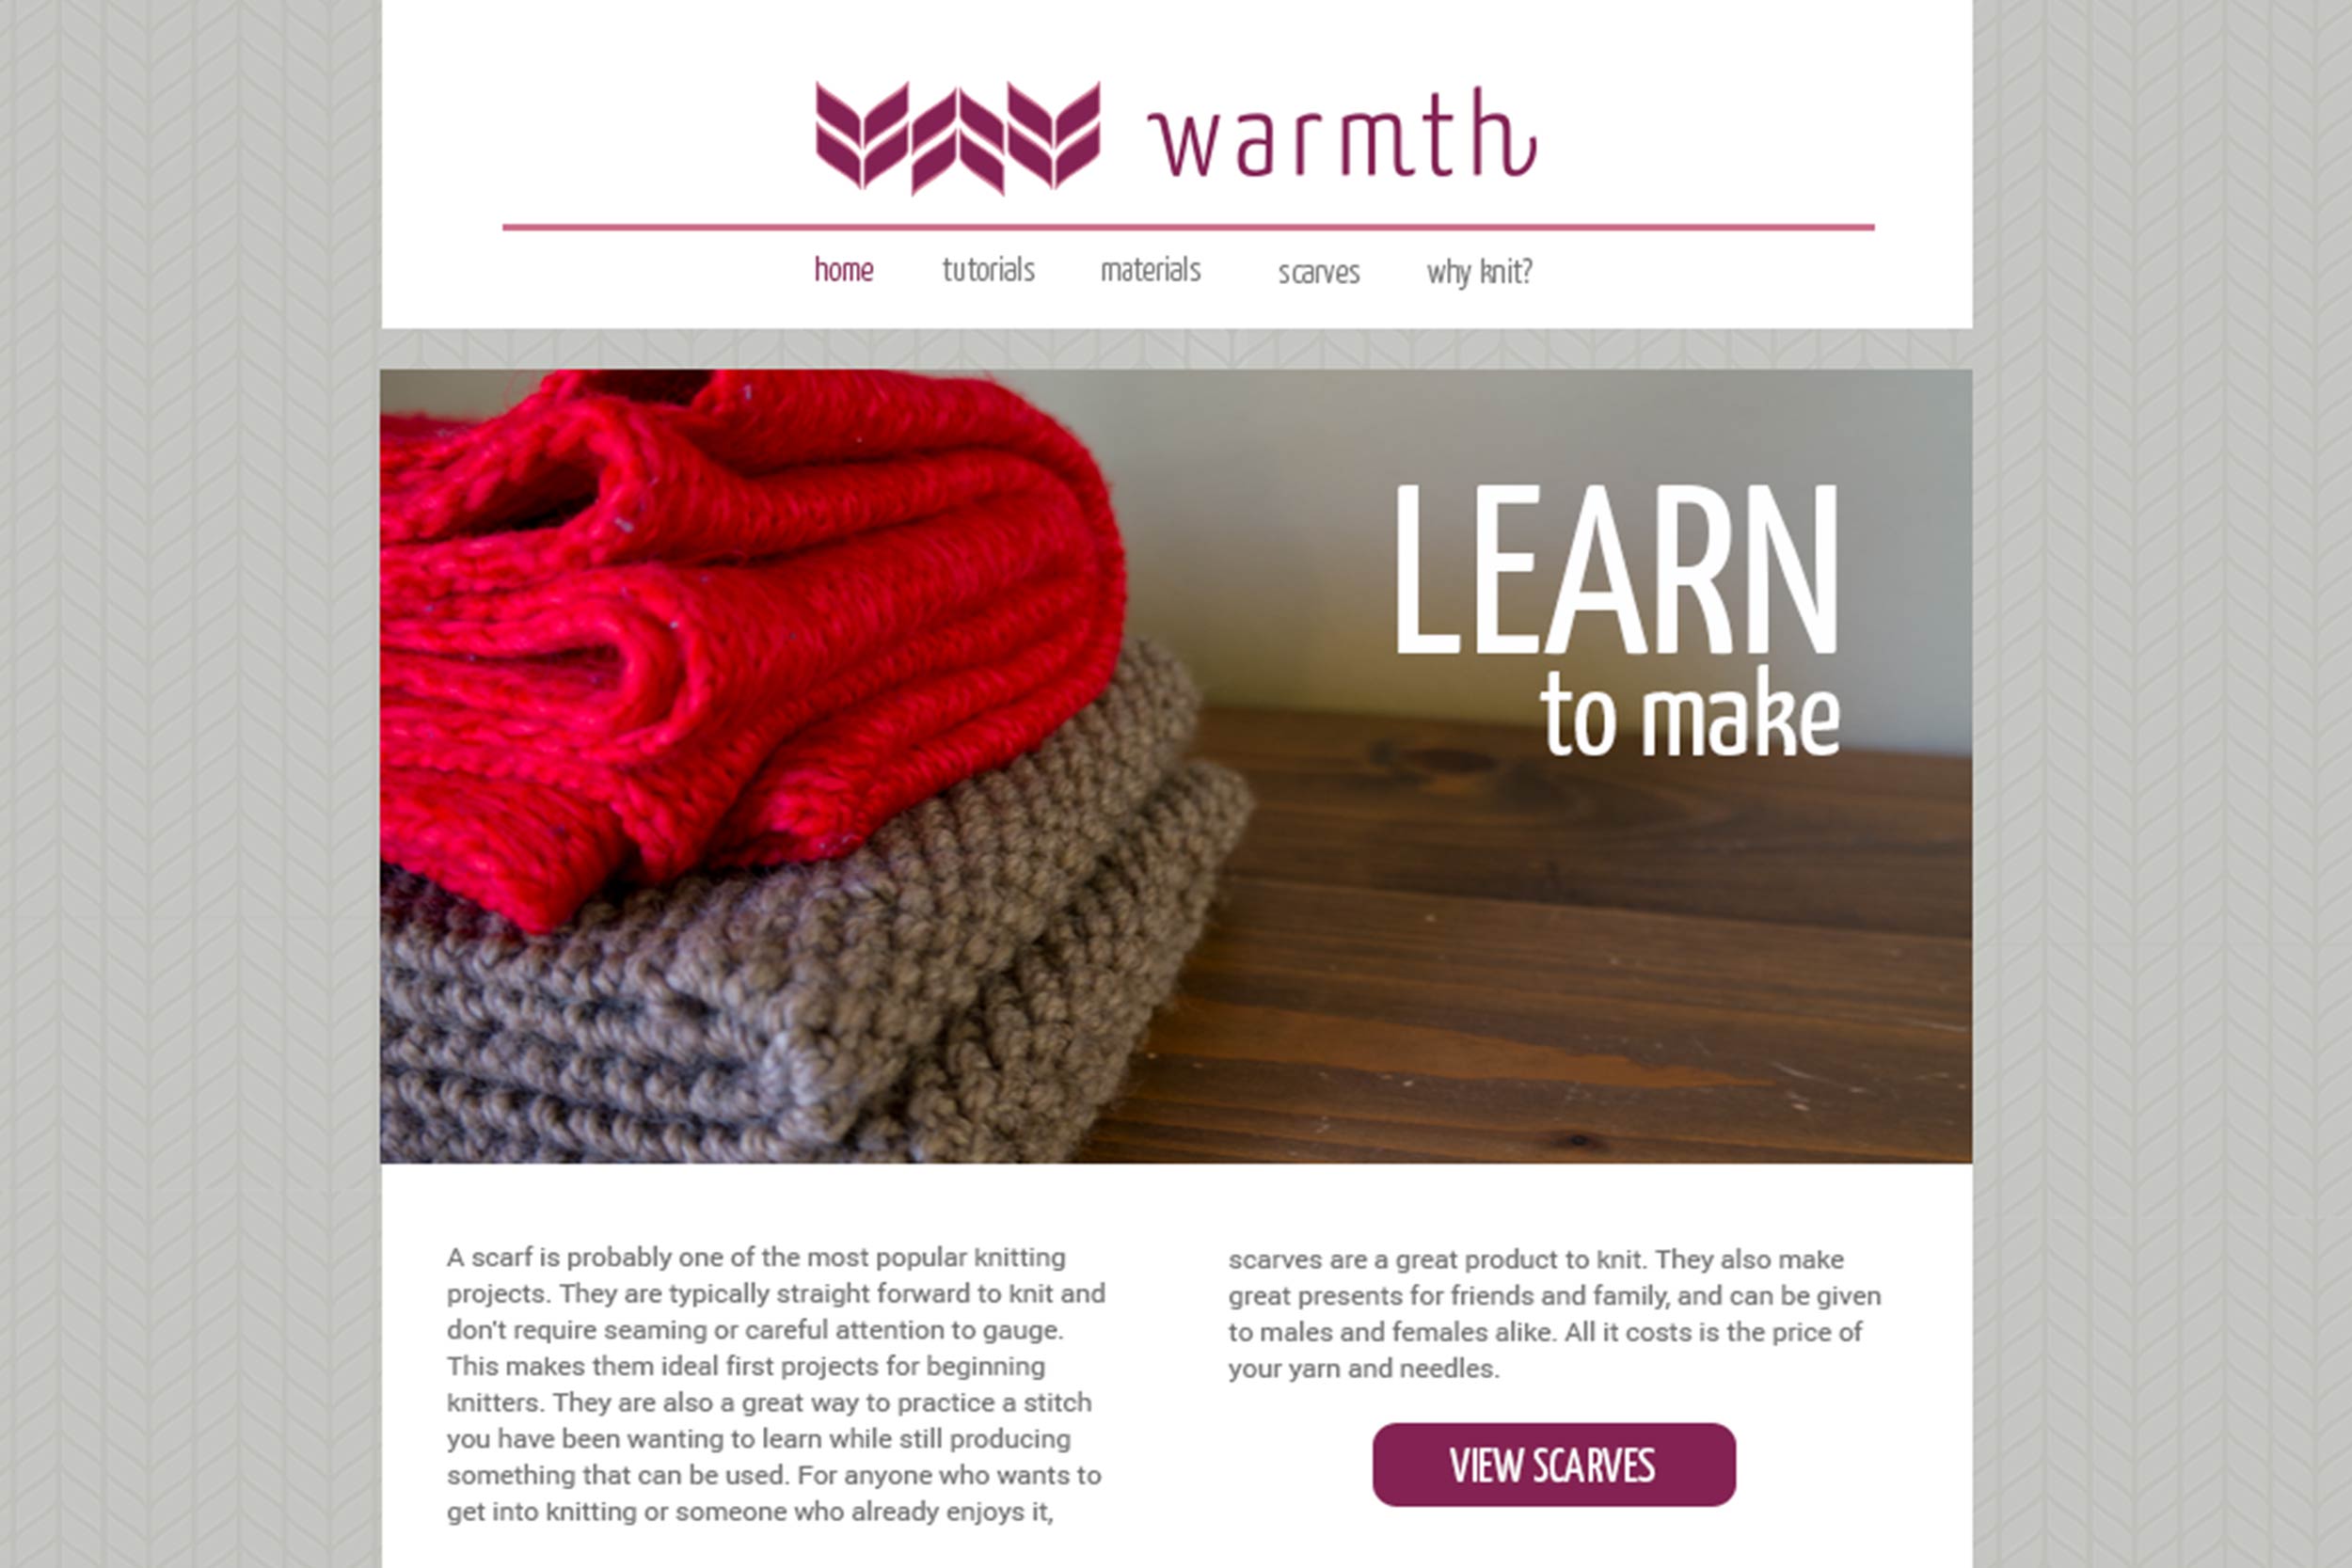 warmth
home tutorials materials scarves why knit?
LEARN
to make
A scarf is probably one of the most popular knitting
projects. They are typically straight forward to knit and
don't require seaming or careful attention to gauge.
This makes them ideal first projects for beginning
knitters. They are also a great way to practice a stitch
you have been wanting to learn while still producing
something that can be used. For anyone who wants to
get into knitting or someone who already enjoys it,
scarves are a great product to knit. They also make
great presents for friends and family, and can be given
to males and females alike. All it costs is the price of
your yarn and needles.
VIEW SCARVES